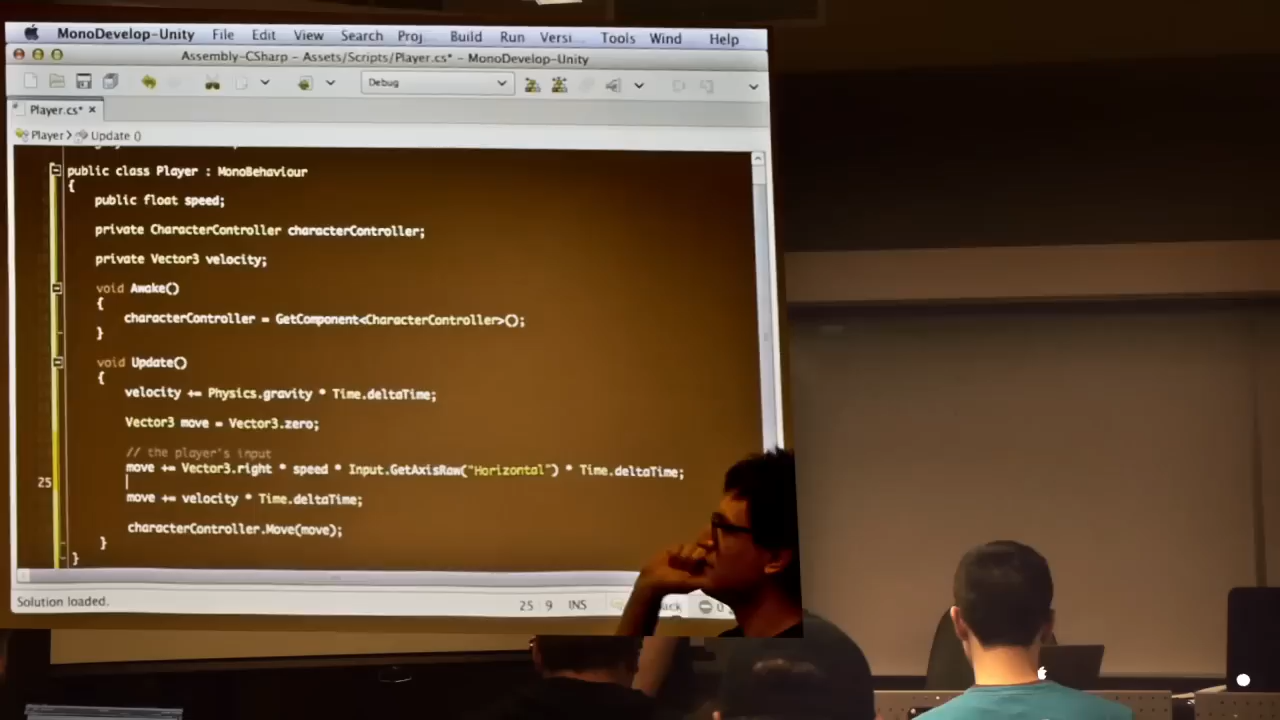 MonoDevelop-Unity File Edit View Search Proj... Build Run Versi... Tools Wind Help
Assembly-CSharp – Assets/Scripts/Player.cs* – MonoDevelop-Unity
Debug
Player.cs* ×
Player > Update ()
public class Player : MonoBehaviour
{
public float speed;
private CharacterController characterController;
private Vector3 velocity;
void Awake()
{
characterController = GetComponent<CharacterController>();
}
void Update()
{
velocity += Physics.gravity * Time.deltaTime;
Vector3 move = Vector3.zero;
// the player's input
move += Vector3.right * speed * Input.GetAxisRaw("Horizontal") * Time.deltaTime;
25
move += velocity * Time.deltaTime;
characterController.Move(move);
}
}
Solution loaded. 25 9 INS 0